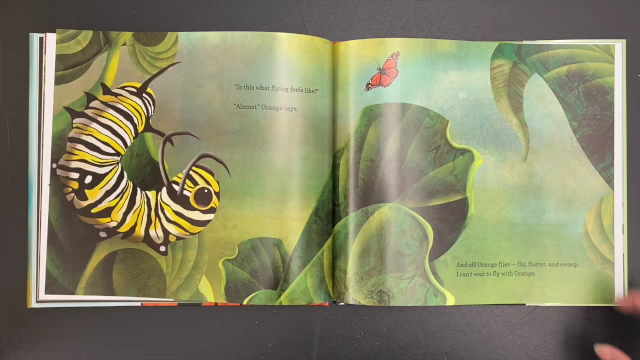 "Is this what flying feels like?"
"Almost," Orange says.
And off Orange flies — flit, flutter, and swoop.
I can't wait to fly with Orange.